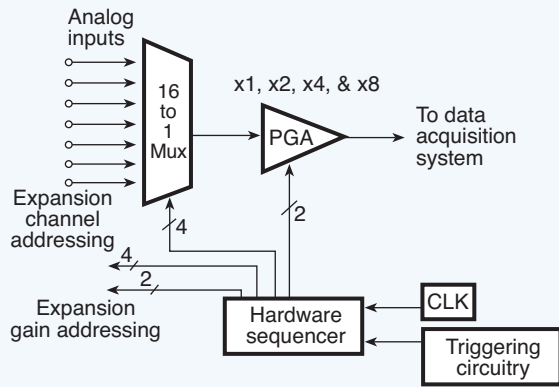 Analog
inputs
x1, x2, x4, & x8
16
to
1
Mux
PGA
To data
acquisition
system
Expansion
channel
addressing
4
2
4
2
Expansion
gain addressing
Hardware
sequencer
CLK
Triggering
circuitry